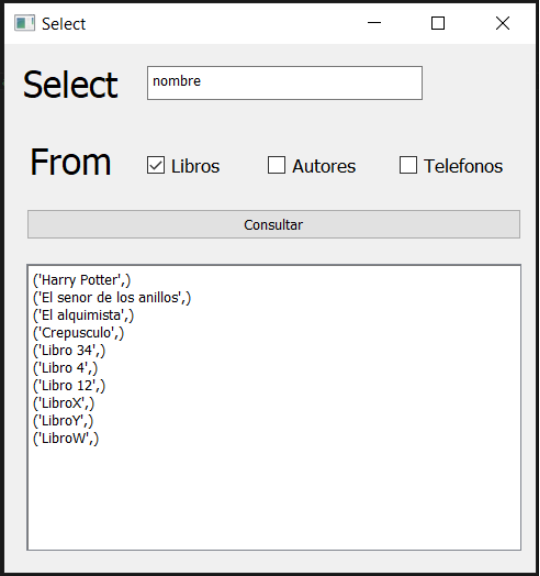 Select
Select nombre
From Libros Autores Telefonos
Consultar
('Harry Potter',)
('El senor de los anillos',)
('El alquimista',)
('Crepusculo',)
('Libro 34',)
('Libro 4',)
('Libro 12',)
('LibroX',)
('LibroY',)
('LibroW',)